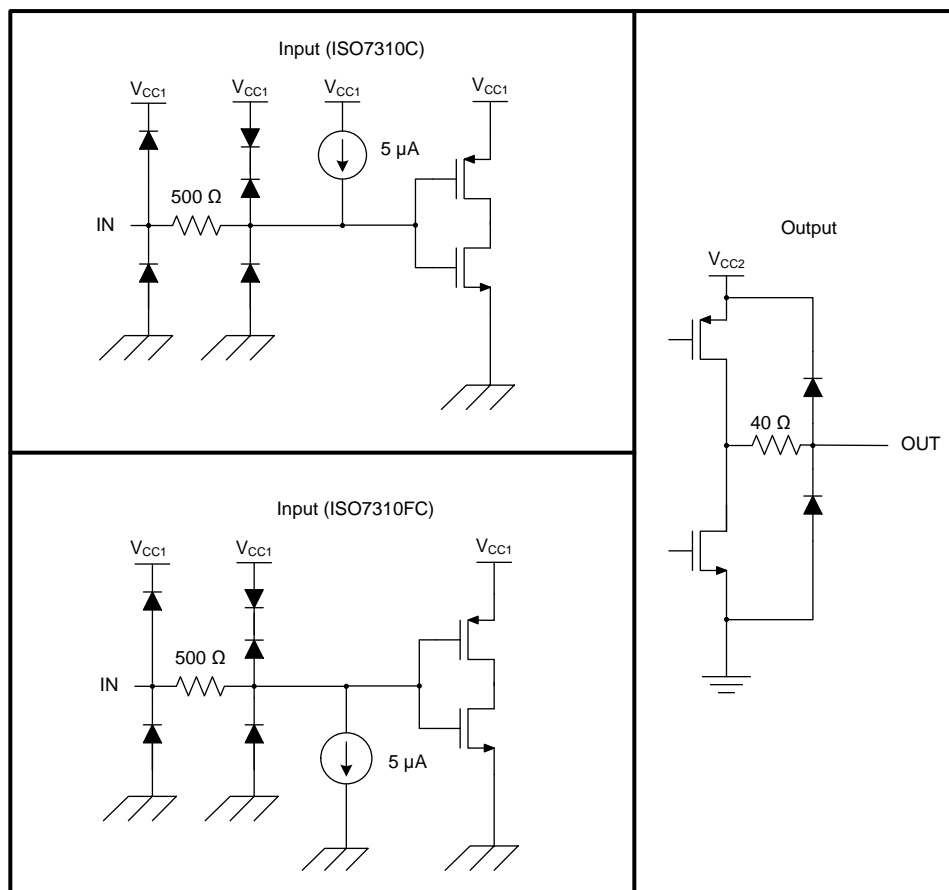 Input (ISO7310C)
VCC1 VCC1 VCC1 VCC1
5 µA
500 Ω
IN
Output
VCC2
40 Ω
OUT
Input (ISO7310FC)
VCC1 VCC1 VCC1
500 Ω
IN
5 µA